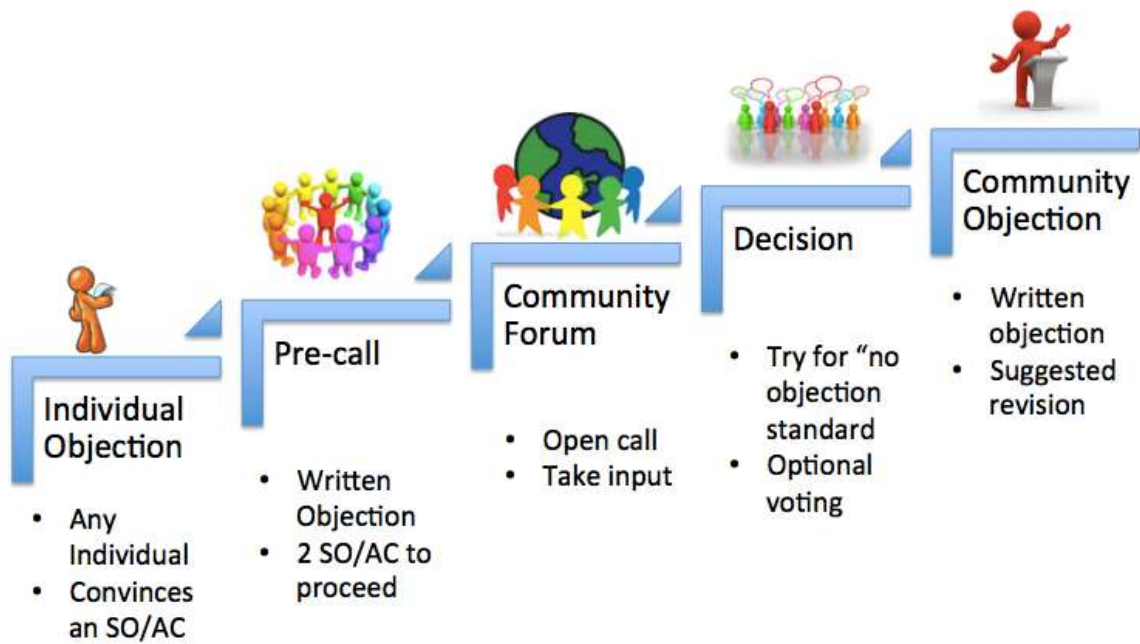 Individual
Objection
• Any
Individual
• Convinces
an SO/AC
Pre-call
• Written
Objection
• 2 SO/AC to
proceed
Community
Forum
• Open call
• Take input
Decision
• Try for “no
objection
standard
• Optional
voting
Community
Objection
• Written
objection
• Suggested
revision